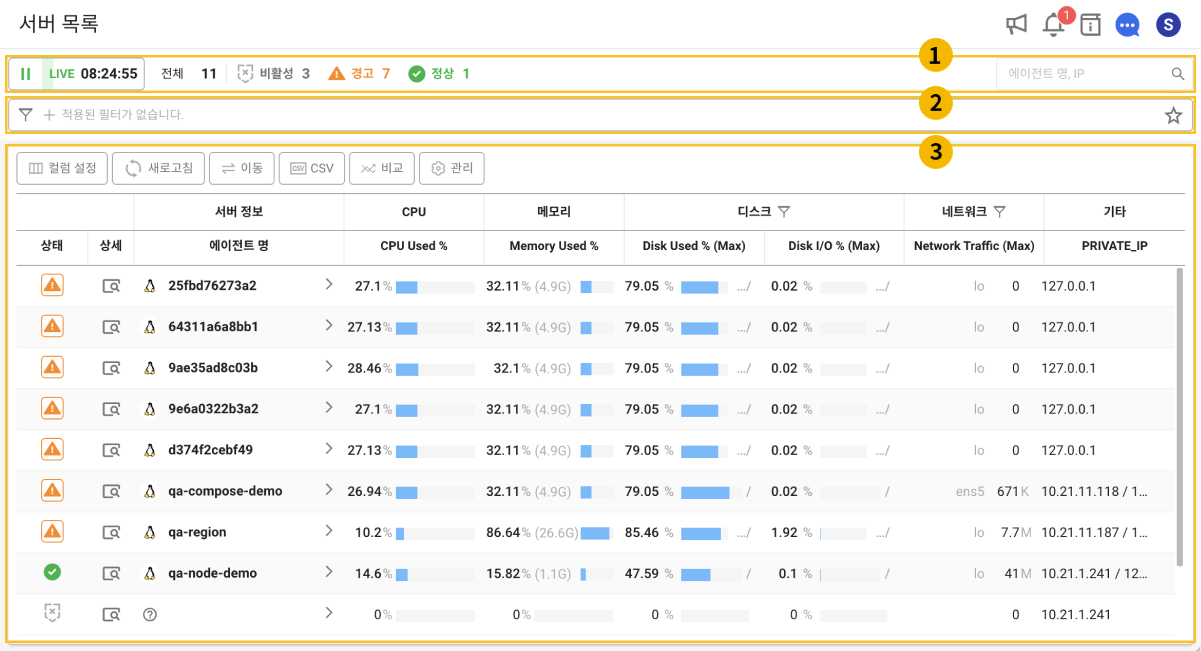 서버 목록
1
S
LIVE 08:24:55 전체 11 비활성 3 경고 7 정상 1 에이전트 명, IP
1
적용된 필터가 없습니다.
2
3
컬럼 설정 새로고침 이동 CSV CSV 비교 관리
서버 정보 CPU 메모리 디스크 네트워크 기타
상태 상세 에이전트 명 CPU Used % Memory Used % Disk Used % (Max) Disk I/O % (Max) Network Traffic (Max) PRIVATE_IP
25fbd76273a2 27.1% 32.11% (4.9G) 79.05 % .../ 0.02 % .../ lo 0 127.0.0.1
64311a6a8bb1 27.13% 32.11% (4.9G) 79.05 % .../ 0.02 % .../ lo 0 127.0.0.1
9ae35ad8c03b 28.46% 32.1% (4.9G) 79.05 % .../ 0.02 % .../ lo 0 127.0.0.1
9e6a0322b3a2 27.1% 32.11% (4.9G) 79.05 % .../ 0.02 % .../ lo 0 127.0.0.1
d374f2cebf49 27.13% 32.11% (4.9G) 79.05 % .../ 0.02 % .../ lo 0 127.0.0.1
qa-compose-demo 26.94% 32.11% (4.9G) 79.05 % / 0.02 % / ens5 671K 10.21.11.118 / 1...
qa-region 10.2% 86.64% (26.6G) 85.46 % .../ 1.92 % .../ lo 7.7M 10.21.11.187 / 1...
qa-node-demo 14.6% 15.82% (1.1G) 47.59 % / 0.1 % / lo 41M 10.21.1.241 / 12...
0% 0% 0 % 0 % 0 10.21.1.241